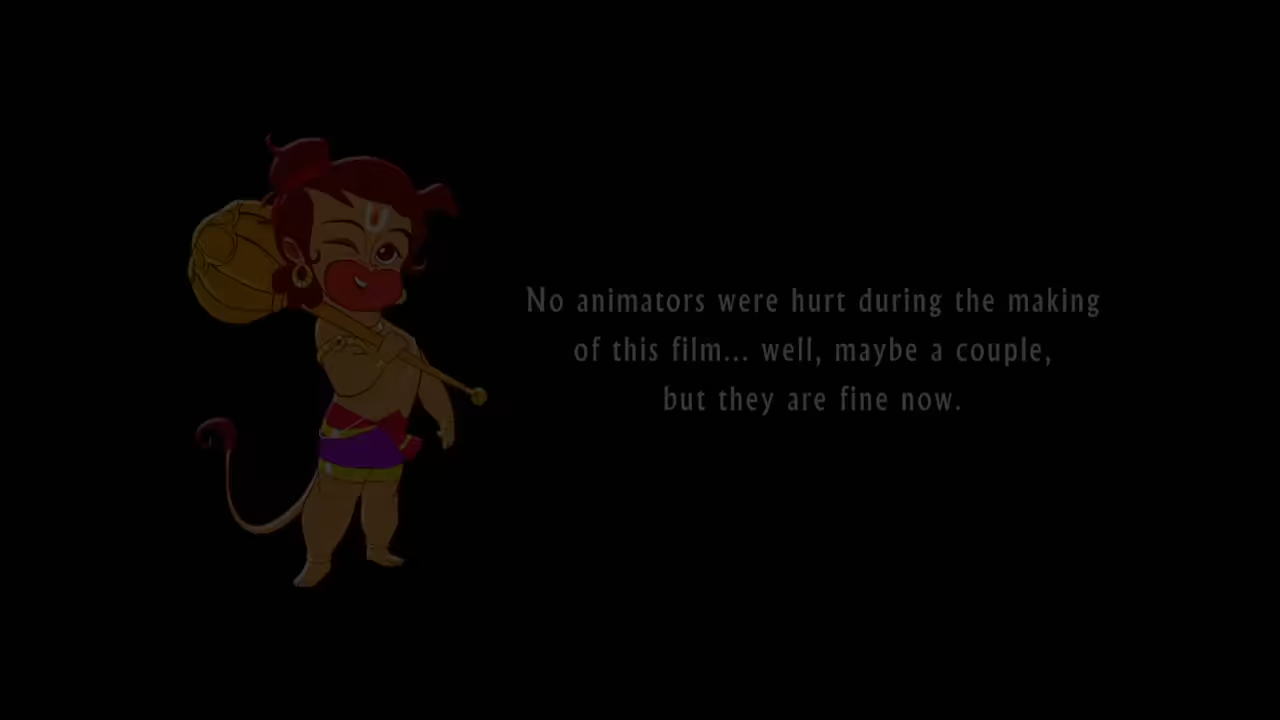 No animators were hurt during the making
of this film... well, maybe a couple,
but they are fine now.